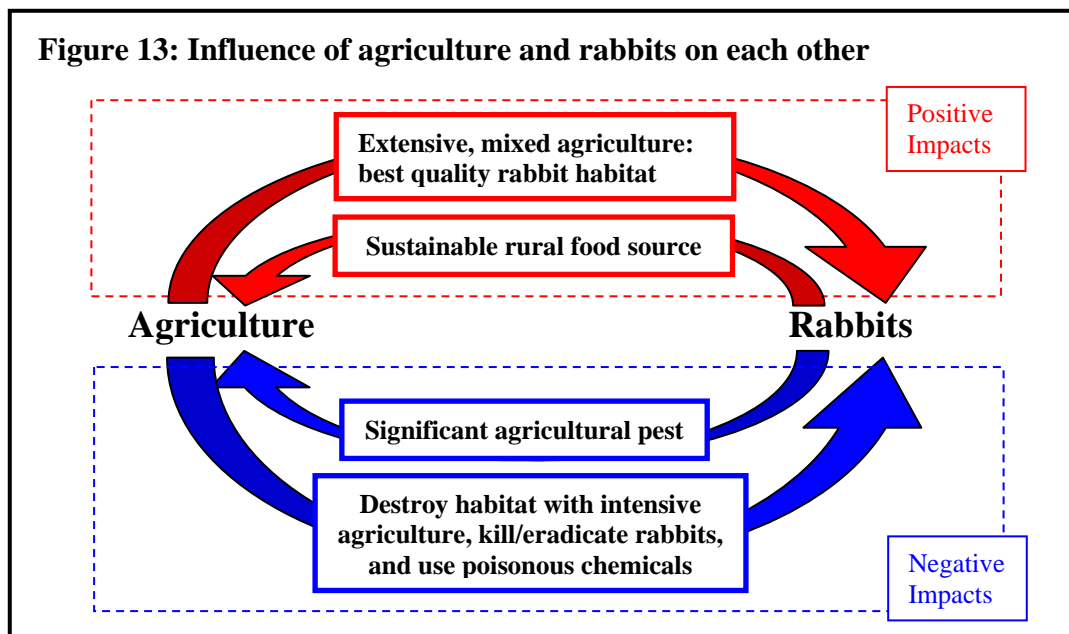 Figure 13: Influence of agriculture and rabbits on each other
Positive
Impacts
Extensive, mixed agriculture:
best quality rabbit habitat
Sustainable rural food source
Agriculture
Rabbits
Significant agricultural pest
Destroy habitat with intensive
agriculture, kill/eradicate rabbits,
and use poisonous chemicals
Negative
Impacts